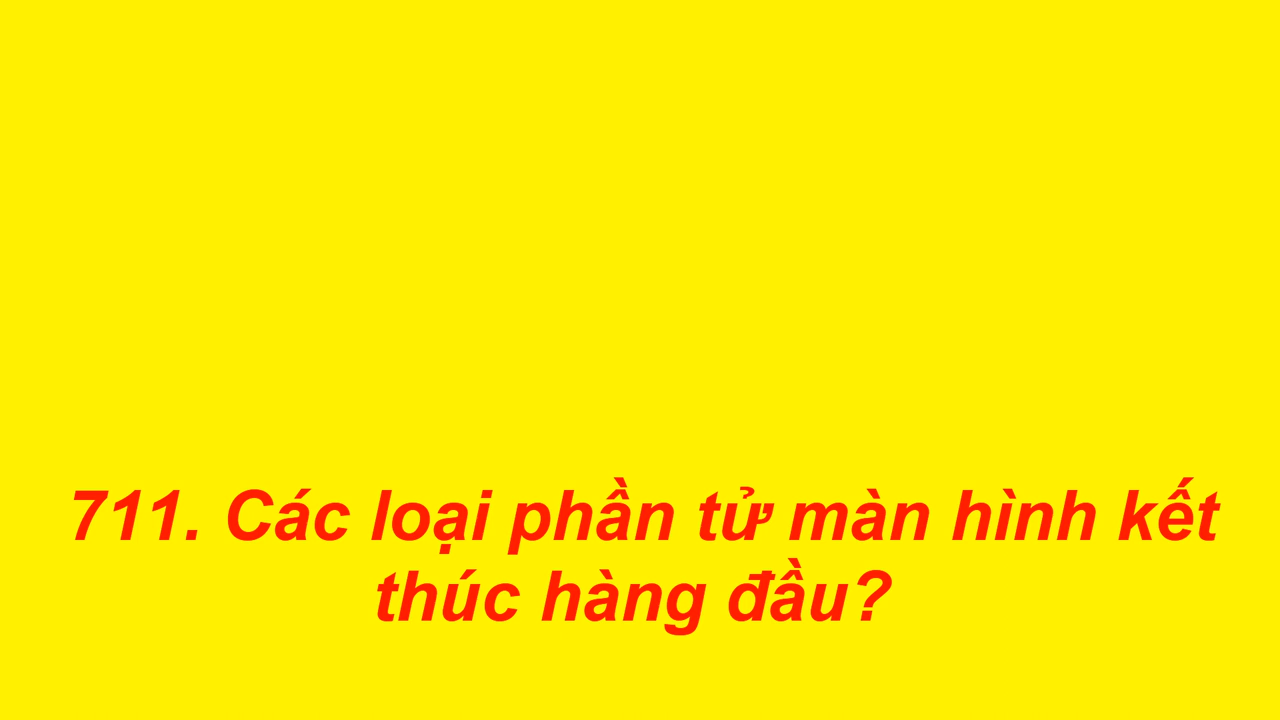 711. Các loại phần tử màn hình kết
thúc hàng đầu?